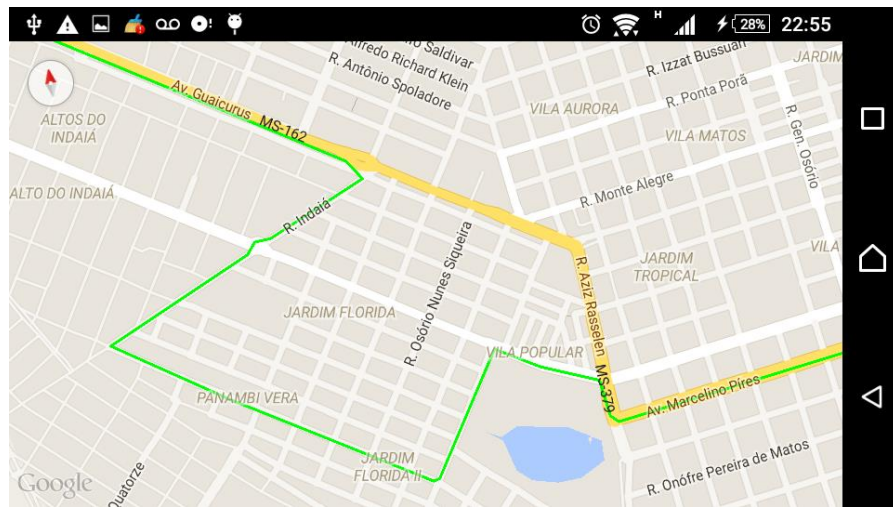 28%
22:55
Saldivar
Alfredo Richard Klein
R. Antônio Spoladore
R. Izzat Bussuan
JARDIM
R. Ponta Porã
ALTOS DO
INDAIÁ
Av. Guaicurus
MS-162
VILA AURORA
VILA MATOS
R. Gen. Osório
ALTO DO INDAIÁ
R. Indaiá
R. Monte Alegre
R. Osório Nunes Siqueira
JARDIM
TROPICAL
VILA
R. Aziz Rasselen
JARDIM FLORIDA
VILA POPULAR
MS-379
PANAMBI VERA
Av. Marcelino Píres
JARDIM
FLORIDA II
R. Onófre Pereira de Matos
Quatorze
Google